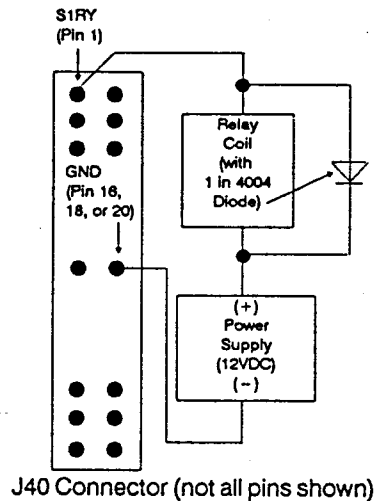 S1RY
(Pin 1)
Relay
Coil
(with
1 in 4004
Diode)
GND
(Pin 16,
18, or 20)
(+)
Power
Supply
(12VDC)
(-)
J40 Connector (not all pins shown)